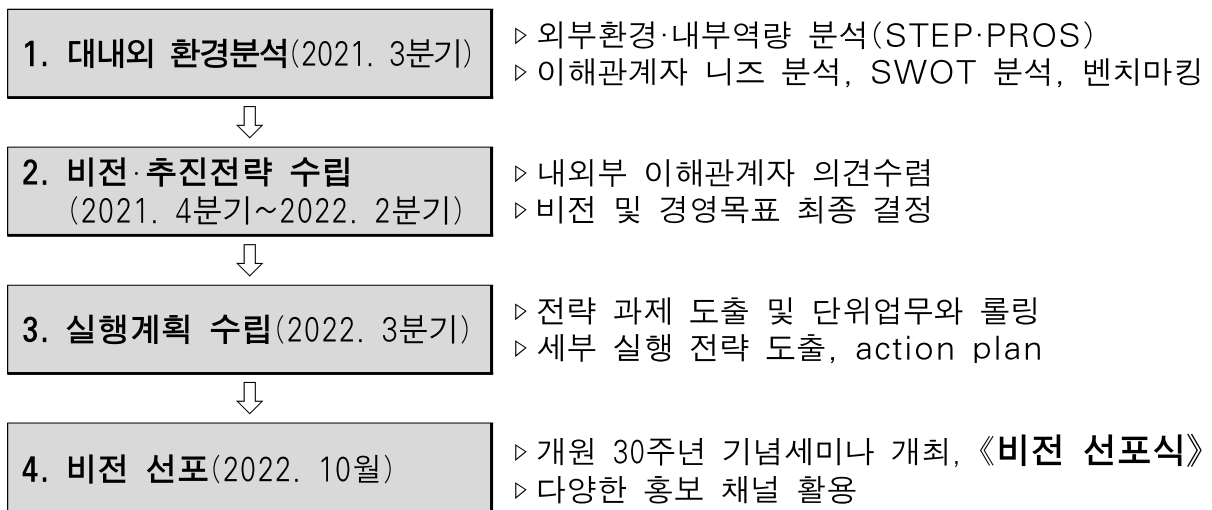 1. 대내외 환경분석(2021. 3분기)
▷외부환경·내부역량 분석(STEP·PROS)
▷이해관계자 니즈 분석, SWOT 분석, 벤치마킹
2. 비전·추진전략 수립
(2021. 4분기~2022. 2분기)
▷내외부 이해관계자 의견수렴
▷비전 및 경영목표 최종 결정
3. 실행계획 수립(2022. 3분기)
▷전략 과제 도출 및 단위업무와 롤링
▷세부 실행 전략 도출, action plan
4. 비전 선포(2022. 10월)
▷개원 30주년 기념세미나 개최, 《비전 선포식》
▷다양한 홍보 채널 활용